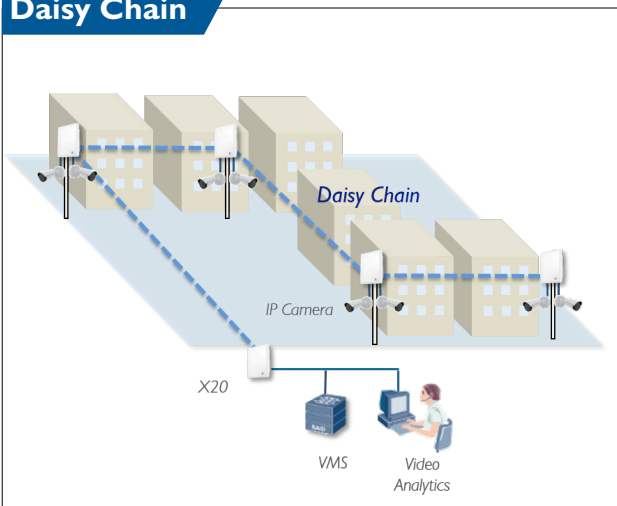 Daisy Chain
Daisy Chain
IP Camera
X20
VMS
Video
Analytics